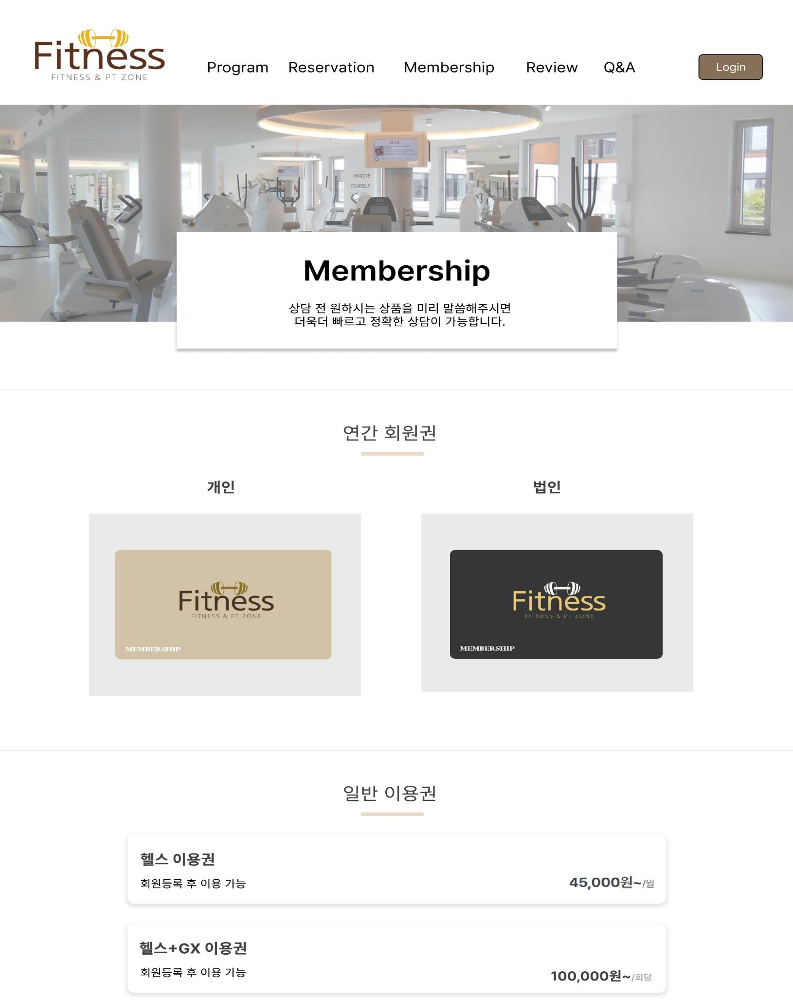 Fitness
FITNESS & PT ZONE
Program Reservation Membership Review Q&A Login
0:13
IMPROVE
YOURSELF
Membership
상담 전 원하시는 상품을 미리 말씀해주시면
더욱더 빠르고 정확한 상담이 가능합니다.
연간 회원권
개인 법인
Fitness
FITNESS & PT ZONE
MEMBERSHIP
Fitness
FITNESS & PT ZONE
MEMBERSHIP
일반 이용권
헬스 이용권
회원등록 후 이용 가능
45,000원~/월
헬스+GX 이용권
회원등록 후 이용 가능
100,000원~/회당